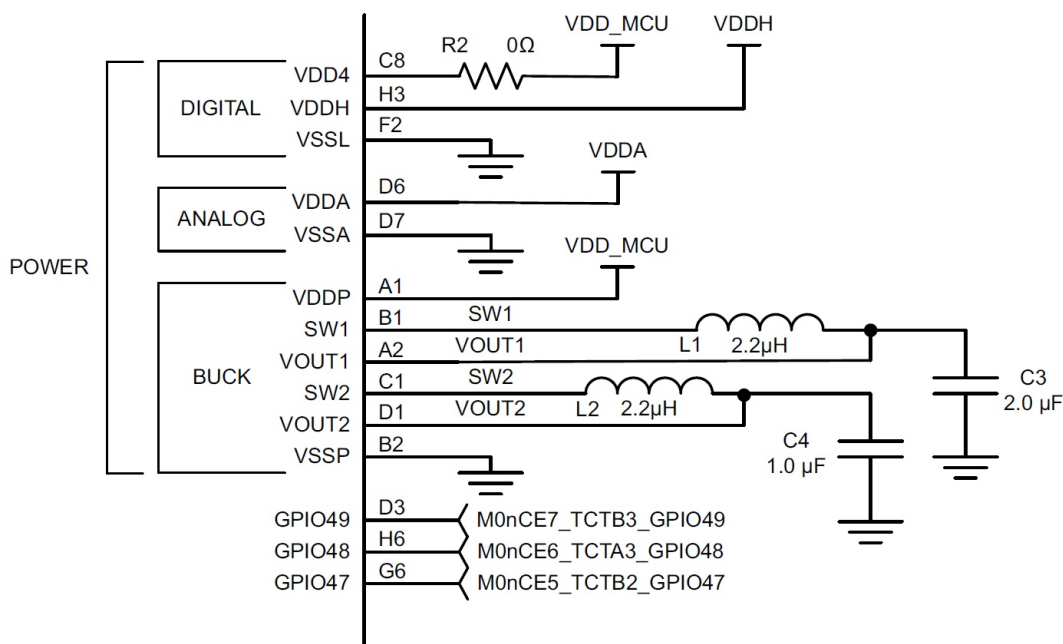 VDD_MCU VDDH
R2 0Ω
C8
VDD4
H3
DIGITAL VDDH
F2
VSSL
VDDA
D6
VDDA
ANALOG
D7
VSSA
VDD_MCU
POWER
A1
VDDP
B1 SW1
SW1
L1 2.2µH
A2 VOUT1
VOUT1
BUCK
C1 SW2
SW2
L2 2.2µH
C3
2.0 µF
D1 VOUT2
VOUT2
C4
1.0 µF
B2
VSSP
D3
GPIO49 M0nCE7_TCTB3_GPIO49
H6
GPIO48 M0nCE6_TCTA3_GPIO48
G6
GPIO47 M0nCE5_TCTB2_GPIO47